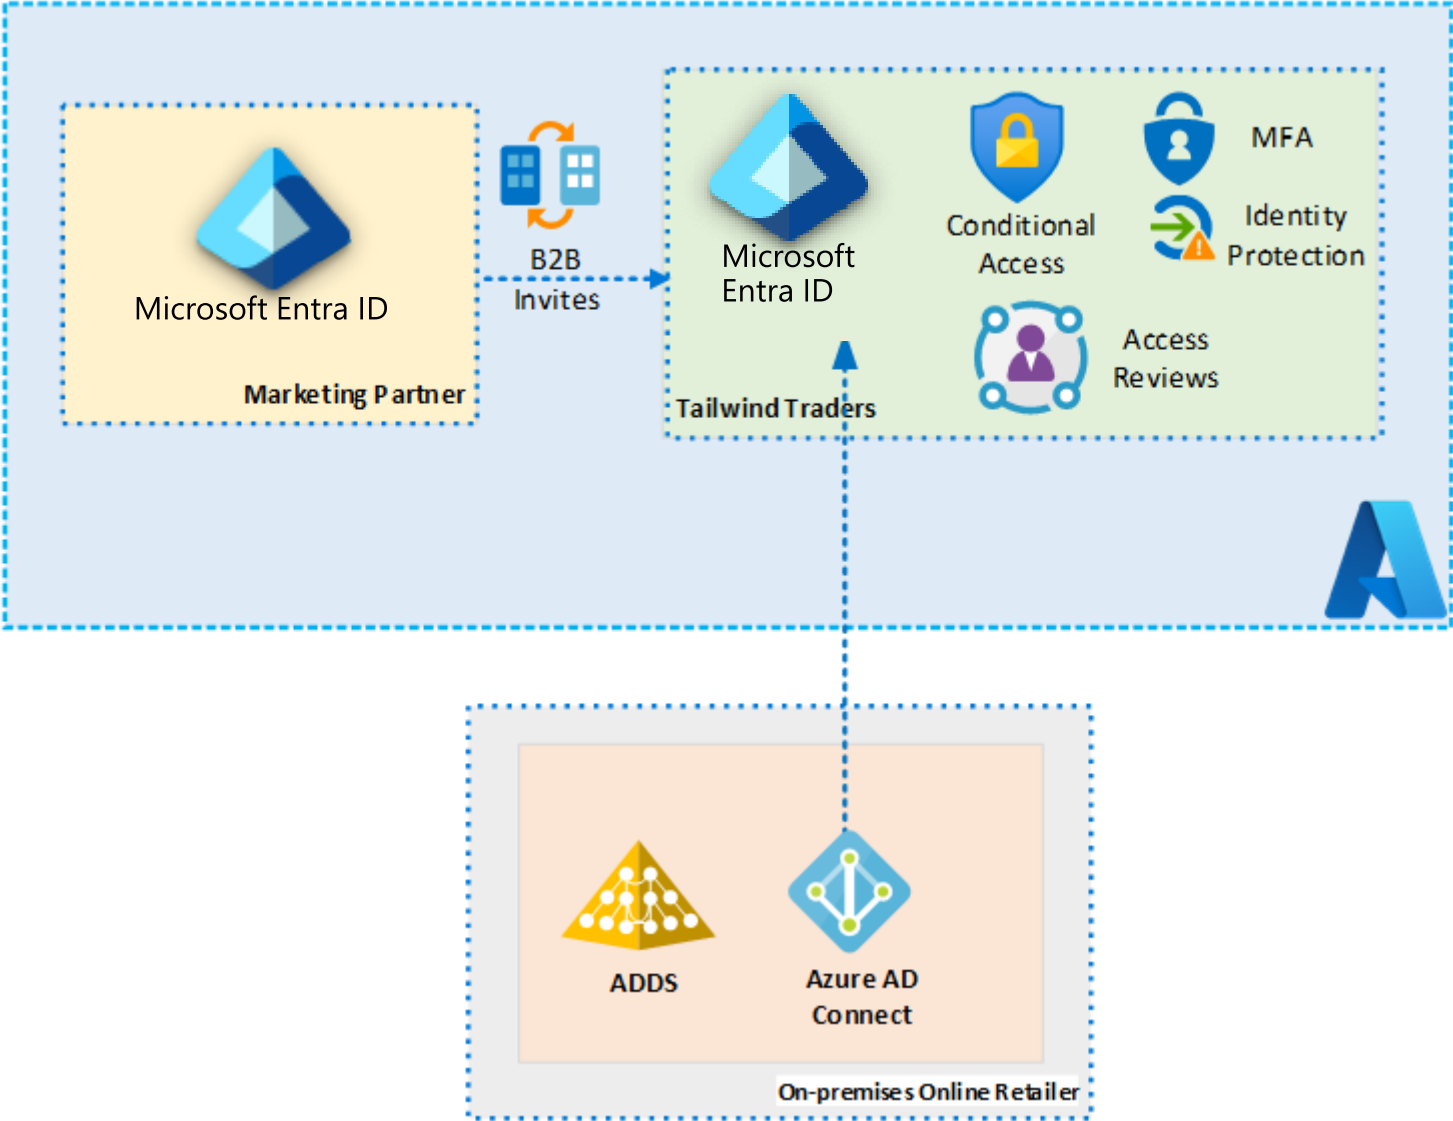 Microsoft Entra ID
Marketing Partner
B2B
Invites
Microsoft
Entra ID
Tailwind Traders
Conditional
Access
MFA
Identity
Protection
Access
Reviews
ADDS
Azure AD
Connect
On-premises Online Retailer